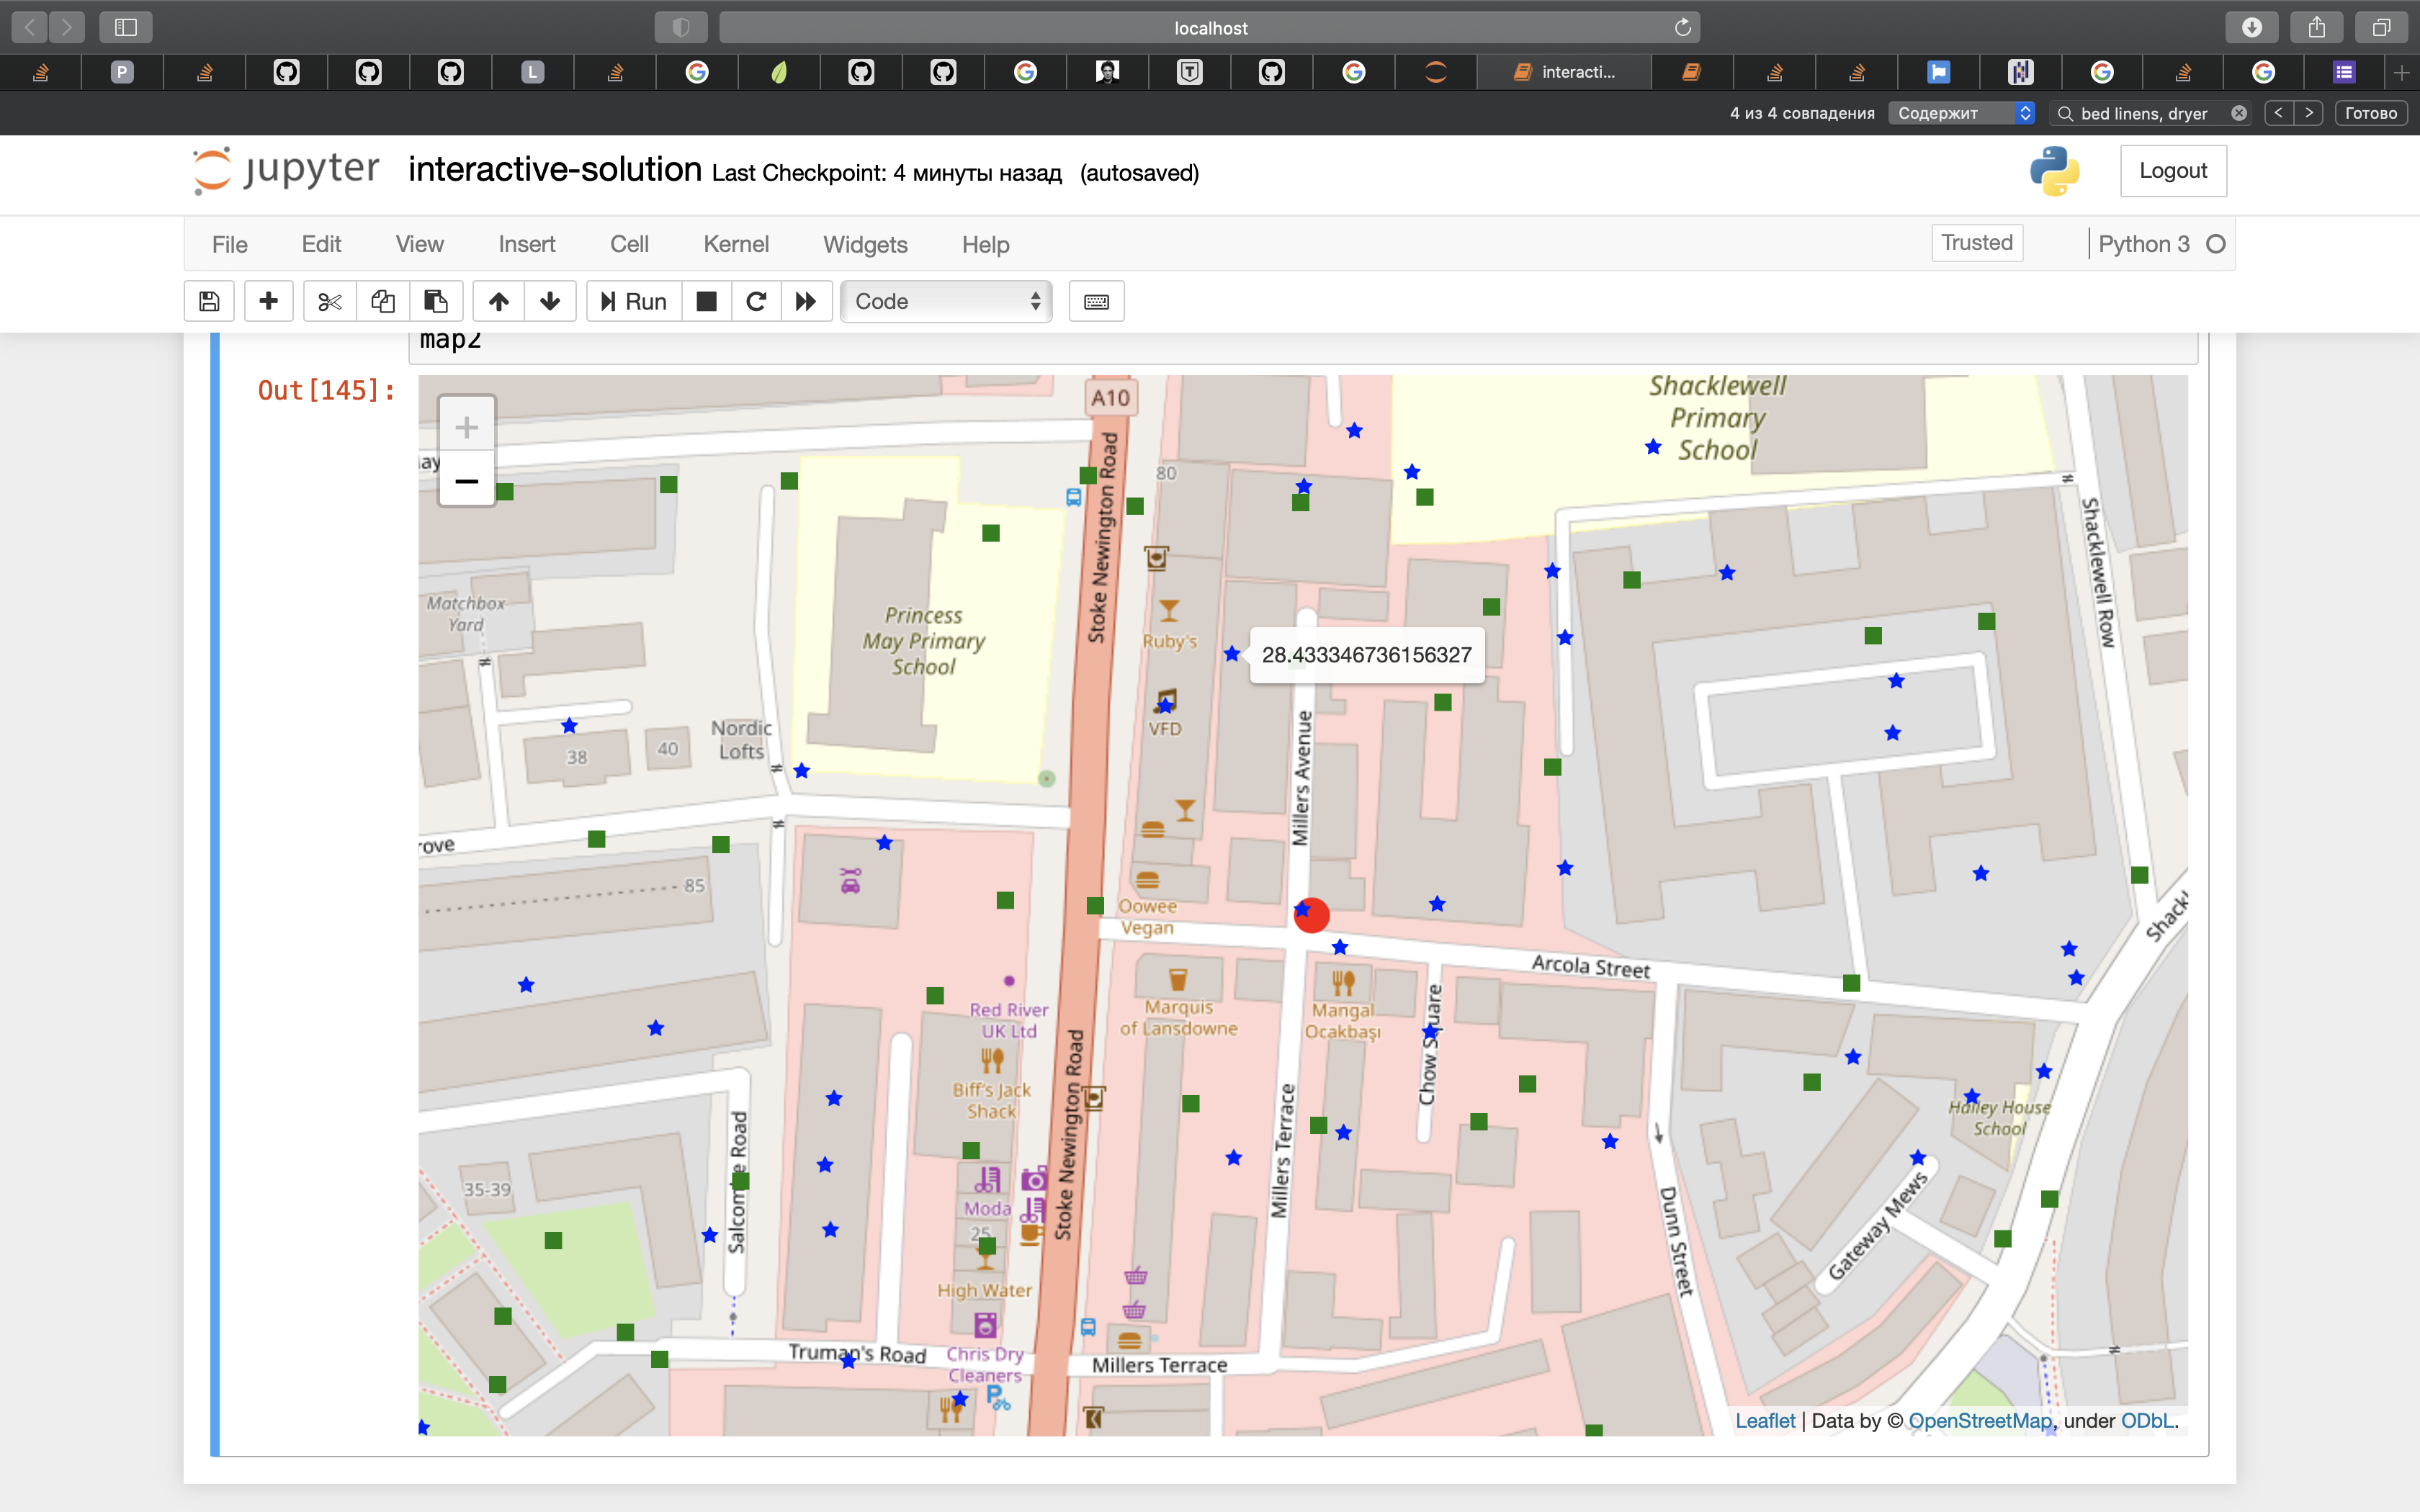 localhost
P
L
T
interacti...
4 из 4 совпадения
Содержит
bed linens, dryer
Готово
jupyter
interactive-solution Last Checkpoint: 4 минуты назад (autosaved)
Logout
File
Edit
View
Insert
Cell
Kernel
Widgets
Help
Trusted
Python 3
Run
Code
map2
Out[145]:
+
−
A10
Shacklewell
Primary
School
ay
80
Stoke Newington Road
Shacklewell Row
Matchbox
Yard
Princess
May Primary
School
Ruby's
28.433346736156327
VFD
Nordic
Lofts
38
40
Millers Avenue
rove
85
Oowee
Vegan
Shackl
Arcola Street
Red River
UK Ltd
Marquis
of Lansdowne
Mangal
Ocakbaşı
Chow Square
Biff's Jack
Shack
Stoke Newington Road
Millers Terrace
Hailey House
School
35-39
Salcombe Road
Moda
25
Dunn Street
Gateway Mews
High Water
Truman's Road
Chris Dry
Cleaners
Millers Terrace
Leaflet | Data by © OpenStreetMap, under ODbL.